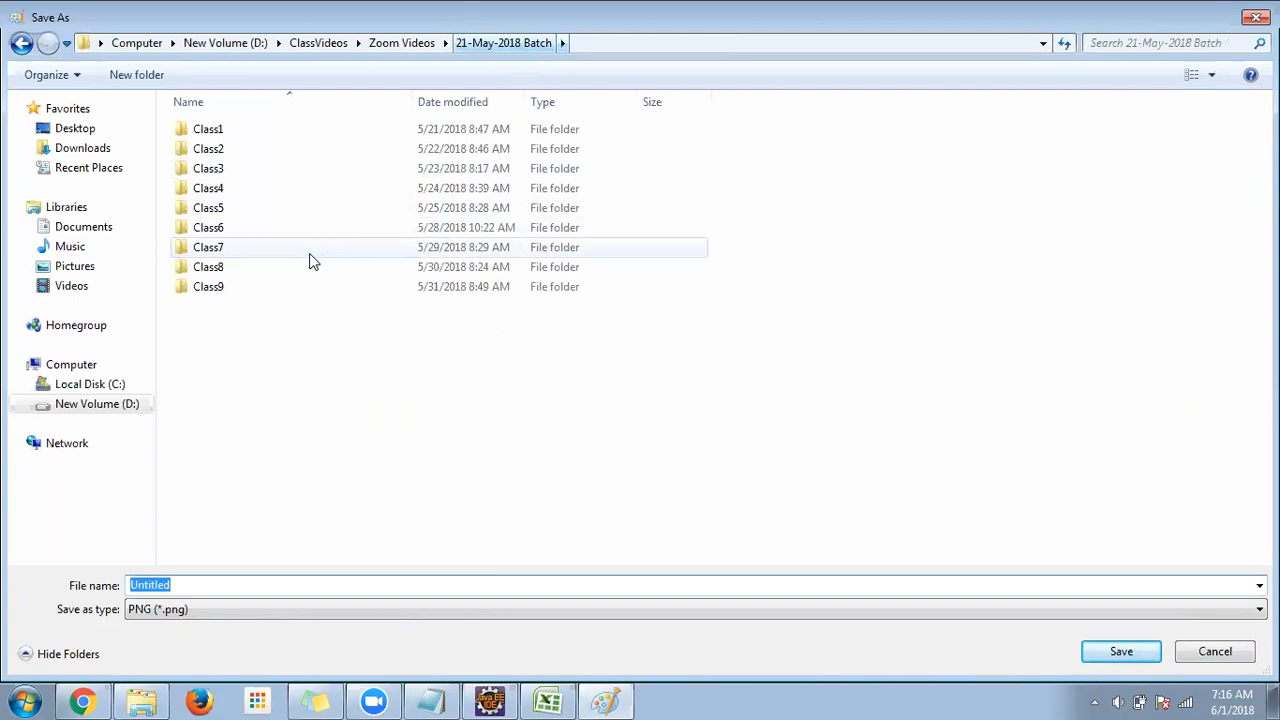 Save As
Computer New Volume (D:) ClassVideos Zoom Videos 21-May-2018 Batch Search 21-May-2018 Batch
Organize New folder
Name Date modified Type Size
Favorites
Desktop
Downloads
Recent Places
Libraries
Documents
Music
Pictures
Videos
Homegroup
Computer
Local Disk (C:)
New Volume (D:)
Network
Class1 5/21/2018 8:47 AM File folder
Class2 5/22/2018 8:46 AM File folder
Class3 5/23/2018 8:17 AM File folder
Class4 5/24/2018 8:39 AM File folder
Class5 5/25/2018 8:28 AM File folder
Class6 5/28/2018 10:22 AM File folder
Class7 5/29/2018 8:29 AM File folder
Class8 5/30/2018 8:24 AM File folder
Class9 5/31/2018 8:49 AM File folder
File name: Untitled
Save as type: PNG (*.png)
Hide Folders Save Cancel
Java EE
IDE
7:16 AM
6/1/2018